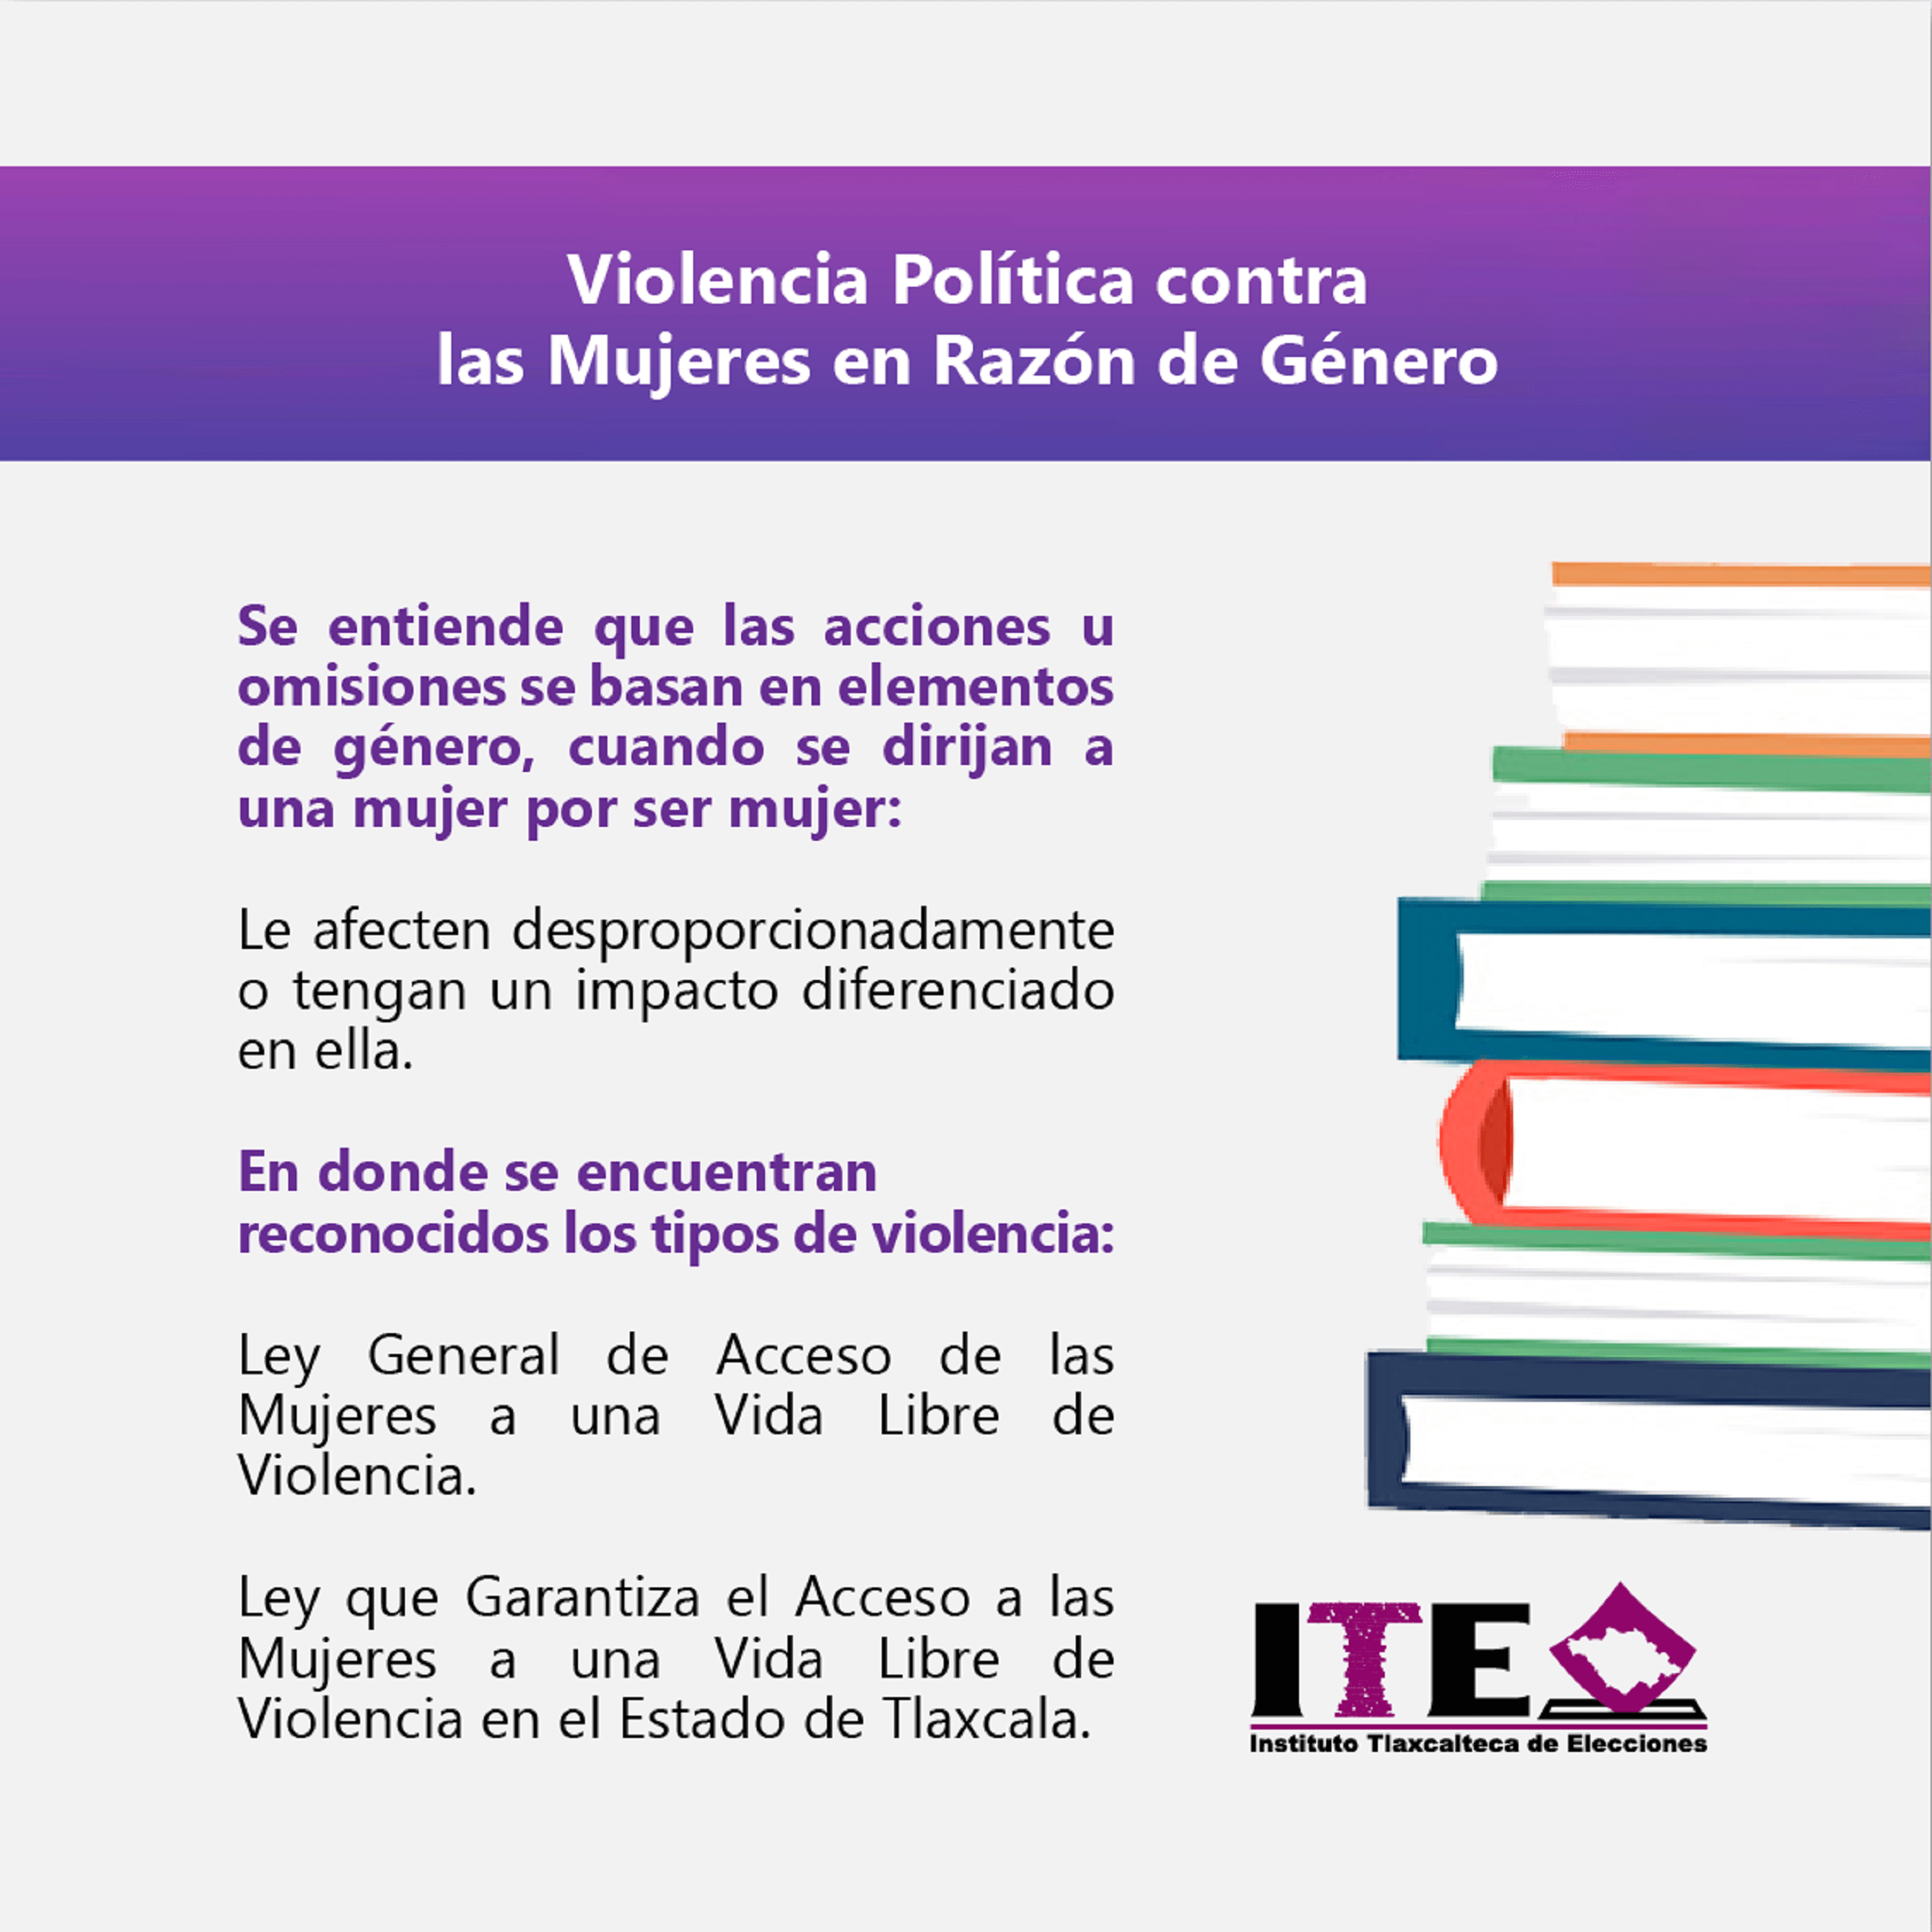 Violencia Política contra
las Mujeres en Razón de Género
Se entiende que las acciones u
omisiones se basan en elementos
de género, cuando se dirijan a
una mujer por ser mujer:
Le afecten desproporcionadamente
o tengan un impacto diferenciado
en ella.
En donde se encuentran
reconocidos los tipos de violencia:
Ley General de Acceso de las
Mujeres a una Vida Libre de
Violencia.
Ley que Garantiza el Acceso a las
Mujeres a una Vida Libre de
Violencia en el Estado de Tlaxcala.
ITE
Instituto Tlaxcalteca de Elecciones